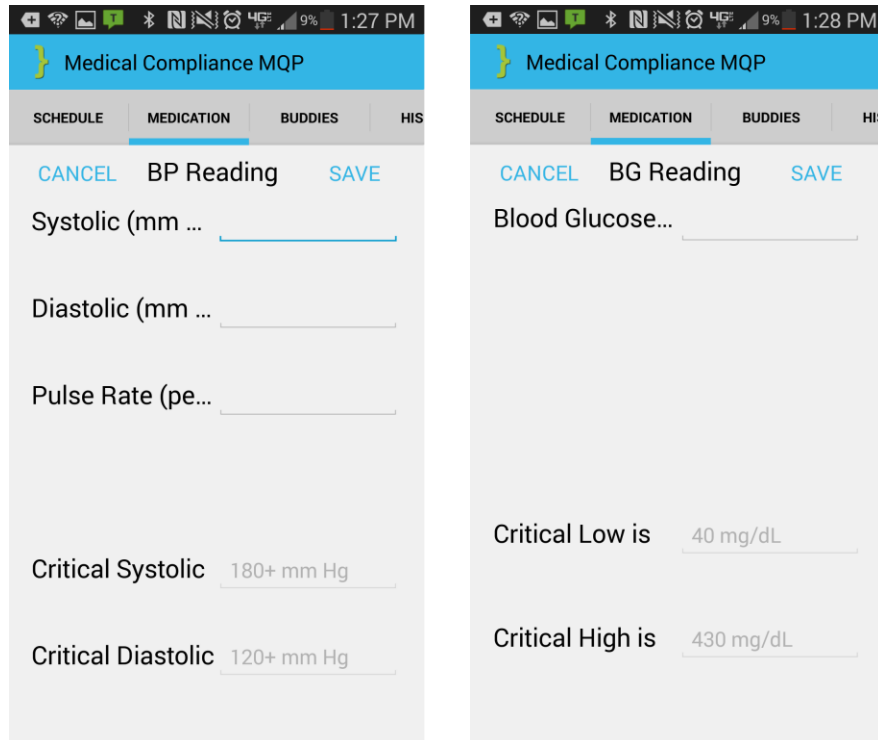 4G 9% 1:27 PM
Medical Compliance MQP
SCHEDULE MEDICATION BUDDIES HIS
CANCEL BP Reading SAVE
Systolic (mm ...
Diastolic (mm ...
Pulse Rate (pe...
Critical Systolic 180+ mm Hg
Critical Diastolic 120+ mm Hg
4G 9% 1:28 PM
Medical Compliance MQP
SCHEDULE MEDICATION BUDDIES HI
CANCEL BG Reading SAVE
Blood Glucose...
Critical Low is 40 mg/dL
Critical High is 430 mg/dL